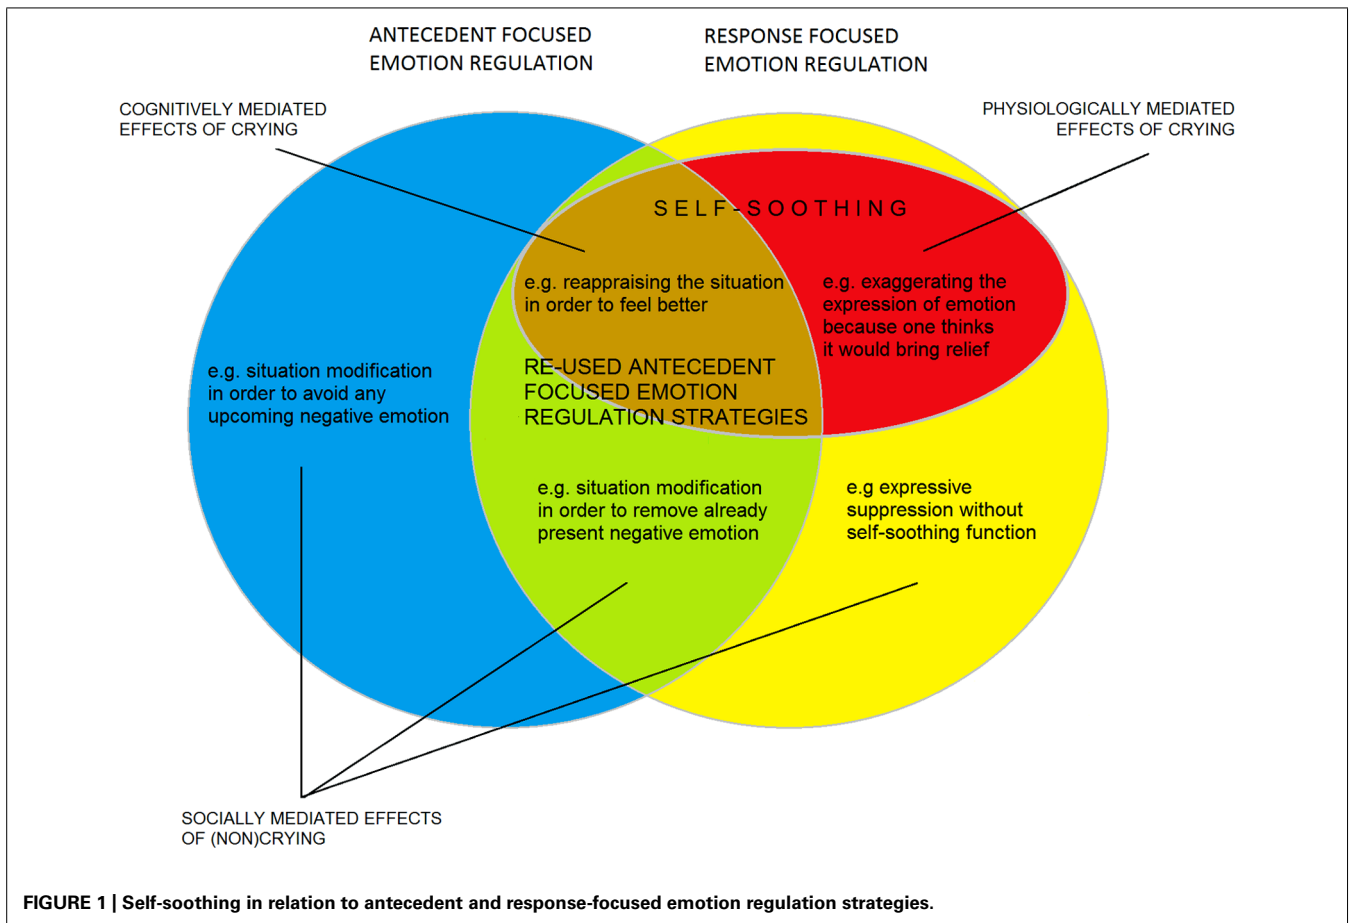 ANTECEDENT FOCUSED
EMOTION REGULATION
RESPONSE FOCUSED
EMOTION REGULATION
COGNITIVELY MEDIATED
EFFECTS OF CRYING
PHYSIOLOGICALLY MEDIATED
EFFECTS OF CRYING
SELF-SOOTHING
e.g. reappraising the situation
in order to feel better
e.g. exaggerating the
expression of emotion
because one thinks
it would bring relief
e.g. situation modification
in order to avoid any
upcoming negative emotion
RE-USED ANTECEDENT
FOCUSED EMOTION
REGULATION STRATEGIES
e.g. situation modification
in order to remove already
present negative emotion
e.g expressive
suppression without
self-soothing function
SOCIALLY MEDIATED EFFECTS
OF (NON)CRYING
FIGURE 1 | Self-soothing in relation to antecedent and response-focused emotion regulation strategies.